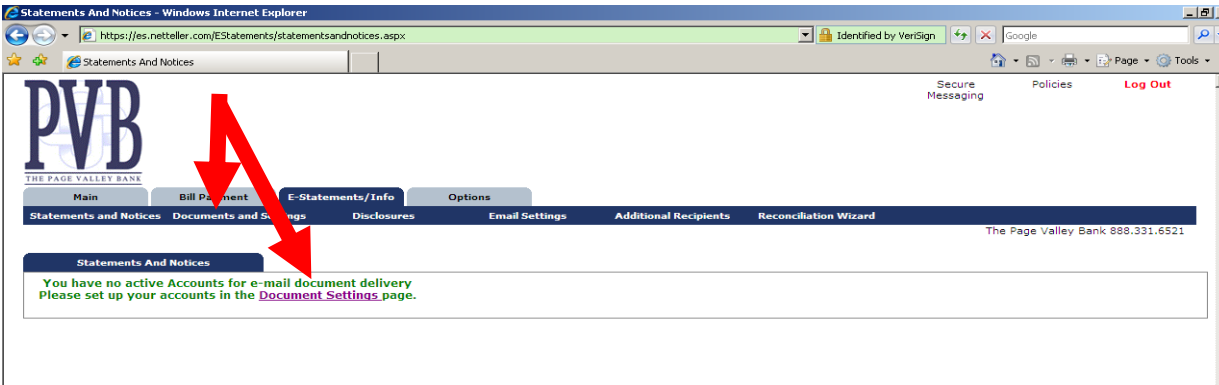 Statements And Notices - Windows Internet Explorer
https://es.netteller.com/EStatements/statementsandnotices.aspx
Identified by VeriSign
Google
Statements And Notices
Page
Tools
Secure Messaging
Policies
Log Out
PVB
THE PAGE VALLEY BANK
Main
Bill Payment
E-Statements/Info
Options
Statements and Notices
Documents and Settings
Disclosures
Email Settings
Additional Recipients
Reconciliation Wizard
The Page Valley Bank 888.331.6521
Statements And Notices
You have no active Accounts for e-mail document delivery
Please set up your accounts in the Document Settings page.